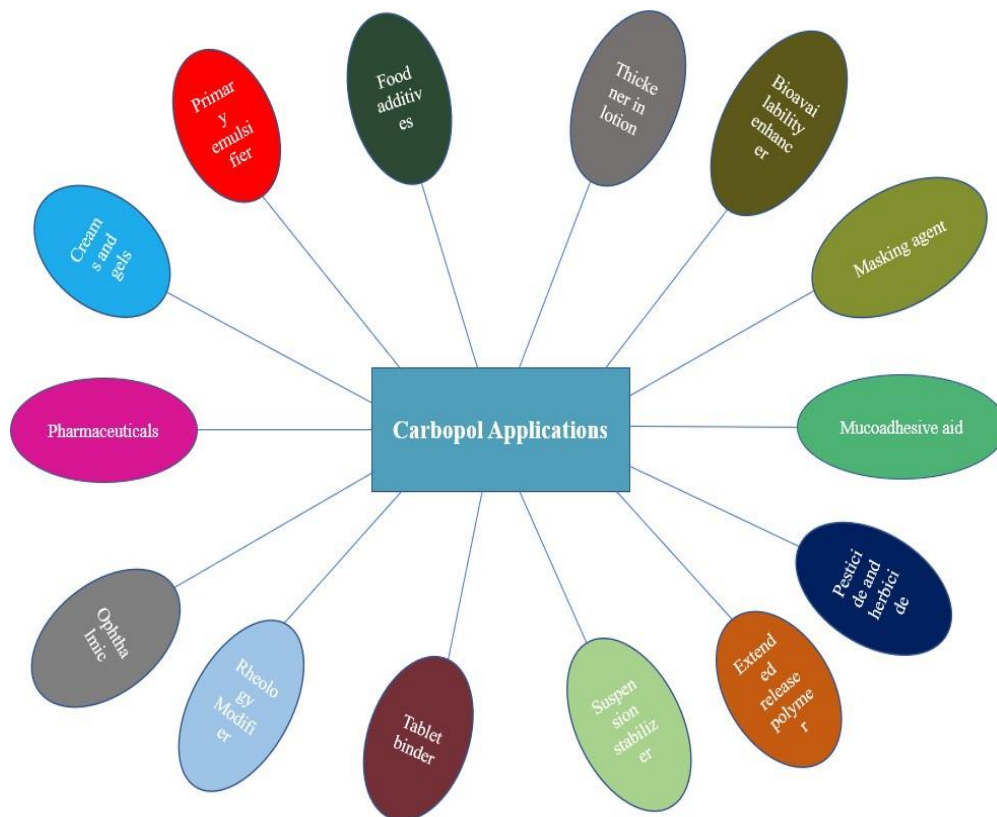 Primar
y
emulsi
fier
Food
additiv
es
Thicke
ner in
lotion
Bioavai
lability
enhanc
er
Cream
s and
gels
Masking agent
Pharmaceuticals
Carbopol Applications
Mucoadhesive aid
Ophtha
lmic
Pestici
de and
herbici
de
Rheolo
gy
Modifi
er
Tablet
binder
Suspen
sion
stabiliz
er
Extend
ed
release
polyme
r